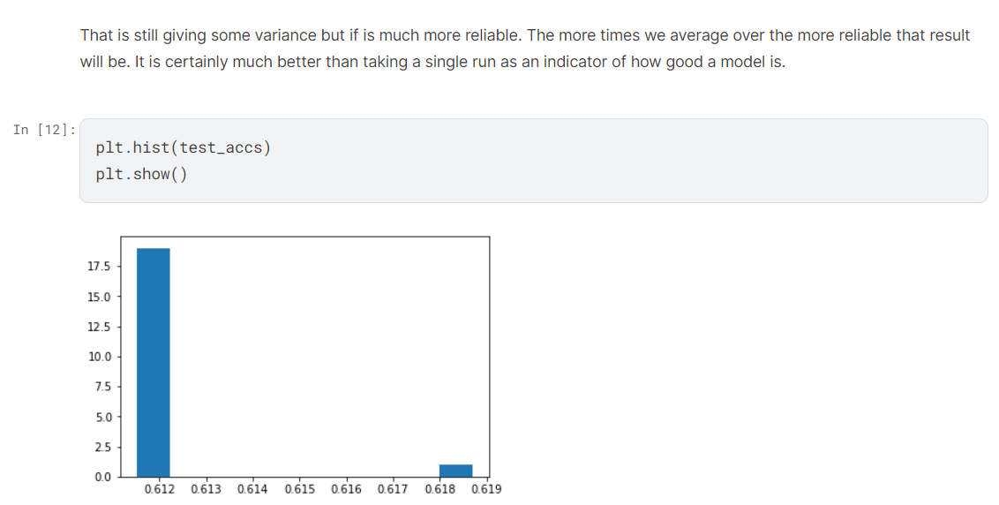 That is still giving some variance but if is much more reliable. The more times we average over the more reliable that result
will be. It is certainly much better than taking a single run as an indicator of how good a model is.
In [12]:
plt.hist(test_accs)
plt.show()
17.5
15.0
12.5
10.0
7.5
5.0
2.5
0.0
0.612 0.613 0.614 0.615 0.616 0.617 0.618 0.619